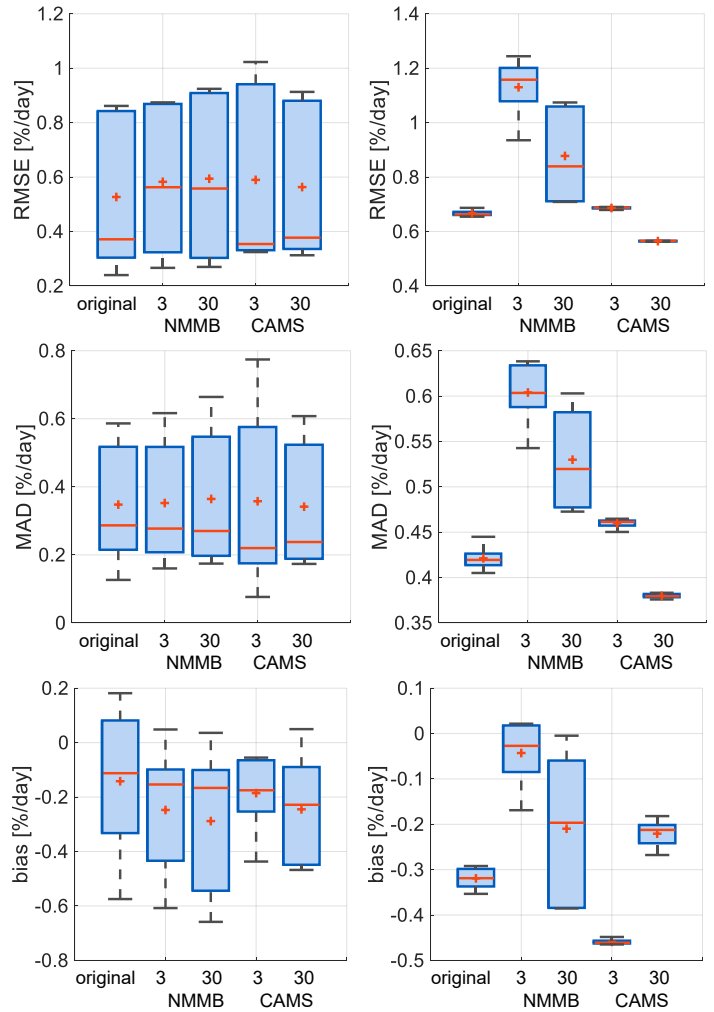 RMSE [%/day]
1.2
1
0.8
0.6
0.4
0.2
original 3 30 3 30
NMMB CAMS
RMSE [%/day]
1.4
1.2
1
0.8
0.6
0.4
original 3 30 3 30
NMMB CAMS
MAD [%/day]
0.8
0.6
0.4
0.2
0
original 3 30 3 30
NMMB CAMS
MAD [%/day]
0.65
0.6
0.55
0.5
0.45
0.4
0.35
original 3 30 3 30
NMMB CAMS
bias [%/day]
0.2
0
-0.2
-0.4
-0.6
-0.8
original 3 30 3 30
NMMB CAMS
bias [%/day]
0.1
0
-0.1
-0.2
-0.3
-0.4
-0.5
original 3 30 3 30
NMMB CAMS